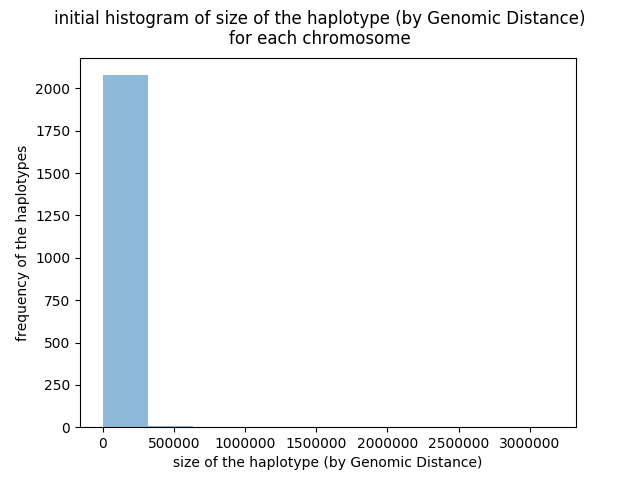 initial histogram of size of the haplotype (by Genomic Distance)
for each chromosome
frequency of the haplotypes
2000
1750
1500
1250
1000
750
500
250
0
0 500000 1000000 1500000 2000000 2500000 3000000
size of the haplotype (by Genomic Distance)